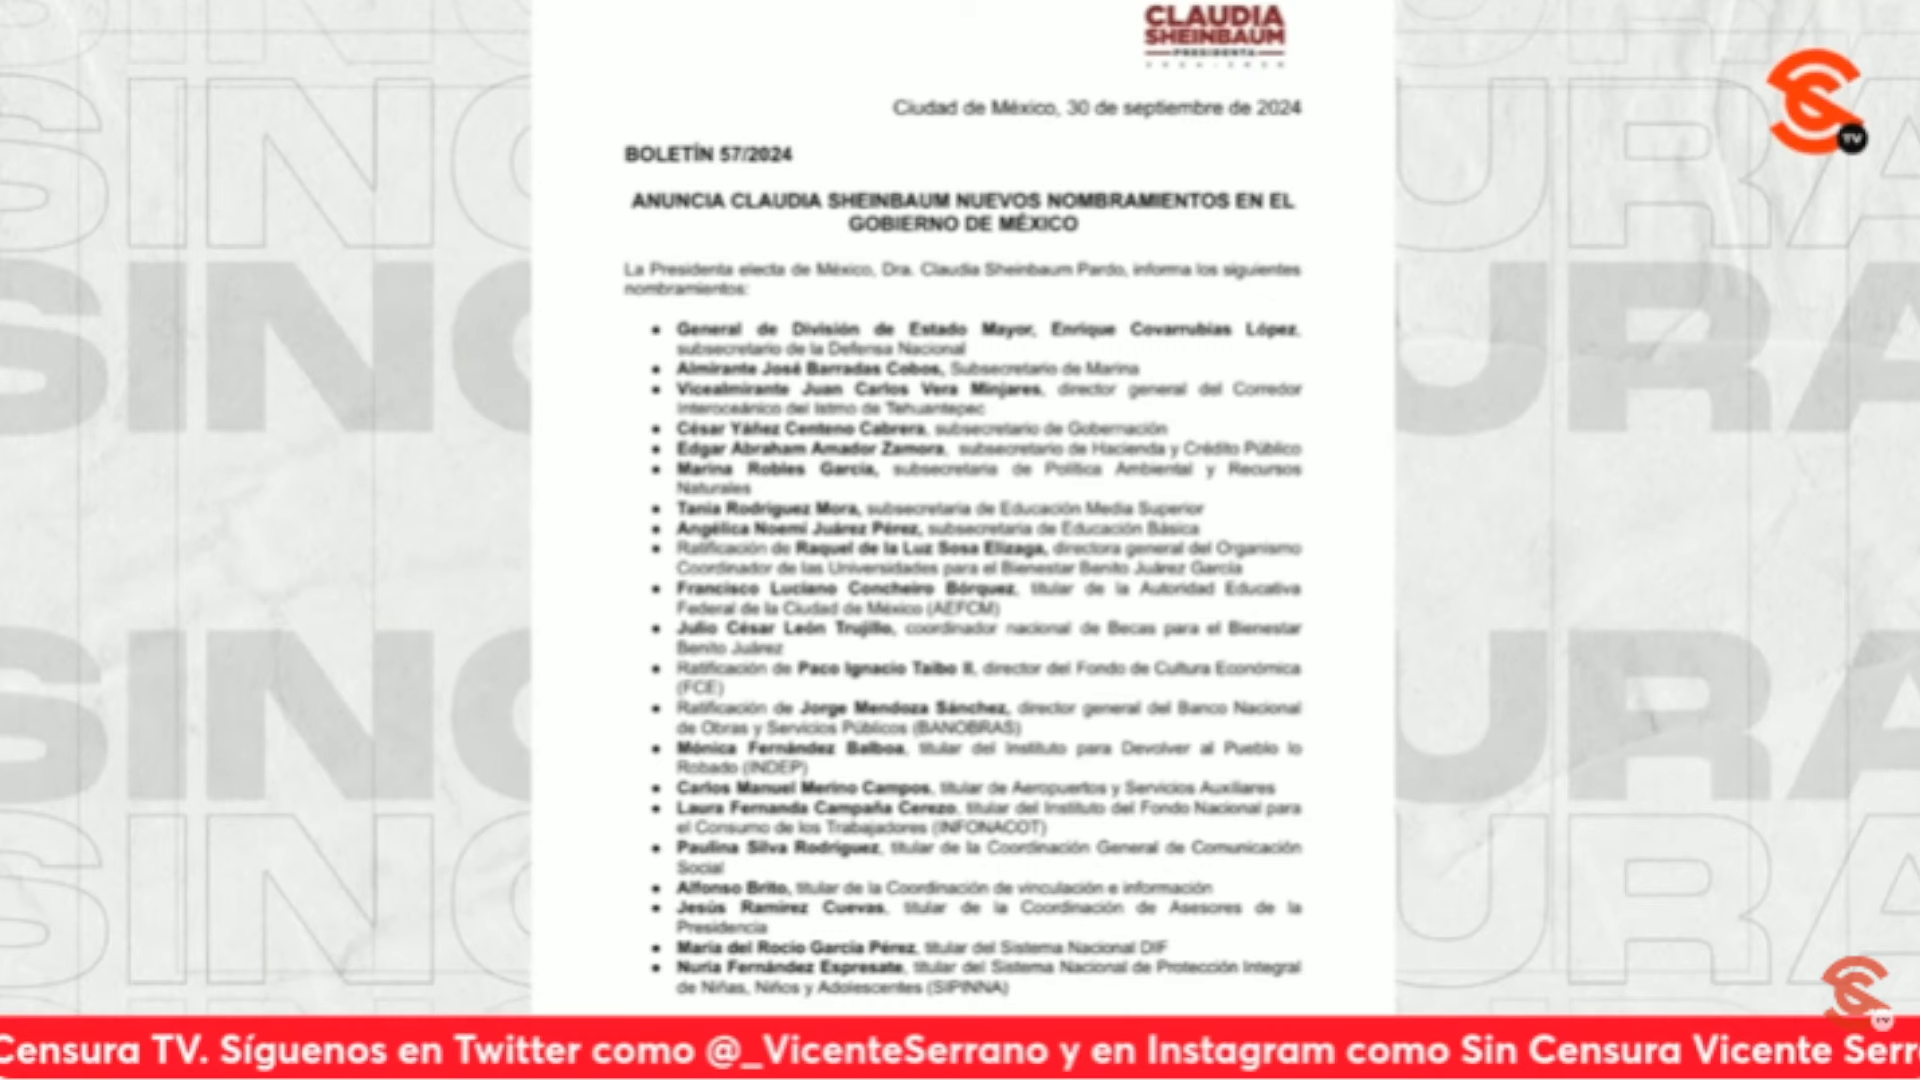 CLAUDIA
SHEINBAUM
PRESIDENTA
Ciudad de México, 30 de septiembre de 2024
BOLETÍN 57/2024
ANUNCIA CLAUDIA SHEINBAUM NUEVOS NOMBRAMIENTOS EN EL
GOBIERNO DE MÉXICO
La Presidenta electa de México, Dra. Claudia Sheinbaum Pardo, informa los siguientes
nombramientos:
• General de División de Estado Mayor, Enrique Covarrubias López,
subsecretario de la Defensa Nacional
• Almirante José Barradas Cobos, Subsecretario de Marina
• Vicealmirante Juan Carlos Vera Minjares, director general del Corredor
Interoceánico del Istmo de Tehuantepec
• César Yáñez Centeno Cabrera, subsecretario de Gobernación
• Edgar Abraham Amador Zamora, subsecretario de Hacienda y Crédito Público
• Marina Robles García, subsecretaria de Política Ambiental y Recursos
Naturales
• Tania Rodríguez Mora, subsecretaria de Educación Media Superior
• Angélica Noemí Juárez Pérez, subsecretaria de Educación Básica
• Ratificación de Raquel de la Luz Sosa Elízaga, directora general del Organismo
Coordinador de las Universidades para el Bienestar Benito Juárez García
• Francisco Luciano Concheiro Bórquez, titular de la Autoridad Educativa
Federal de la Ciudad de México (AEFCM)
• Julio César León Trujillo, coordinador nacional de Becas para el Bienestar
Benito Juárez
• Ratificación de Paco Ignacio Taibo II, director del Fondo de Cultura Económica
(FCE)
• Ratificación de Jorge Mendoza Sánchez, director general del Banco Nacional
de Obras y Servicios Públicos (BANOBRAS)
• Mónica Fernández Balboa, titular del Instituto para Devolver al Pueblo lo
Robado (INDEP)
• Carlos Manuel Merino Campos, titular de Aeropuertos y Servicios Auxiliares
• Laura Fernanda Campaña Cerezo, titular del Instituto del Fondo Nacional para
el Consumo de los Trabajadores (INFONACOT)
• Paulina Silva Rodríguez, titular de la Coordinación General de Comunicación
Social
• Alfonso Brito, titular de la Coordinación de vinculación e información
• Jesús Ramírez Cuevas, titular de la Coordinación de Asesores de la
Presidencia
• María del Rocío García Pérez, titular del Sistema Nacional DIF
• Nuria Fernández Espresate, titular del Sistema Nacional de Protección Integral
de Niñas, Niños y Adolescentes (SIPINNA)
TV
TV
Censura TV. Síguenos en Twitter como @_VicenteSerrano y en Instagram como Sin Censura Vicente Serr